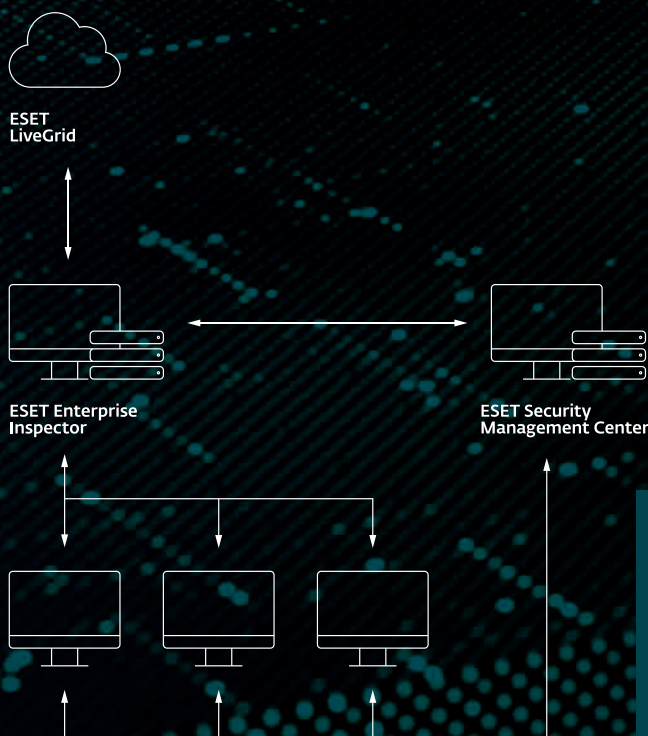 ESET
LiveGrid
ESET Enterprise
Inspector
ESET Security
Management Center